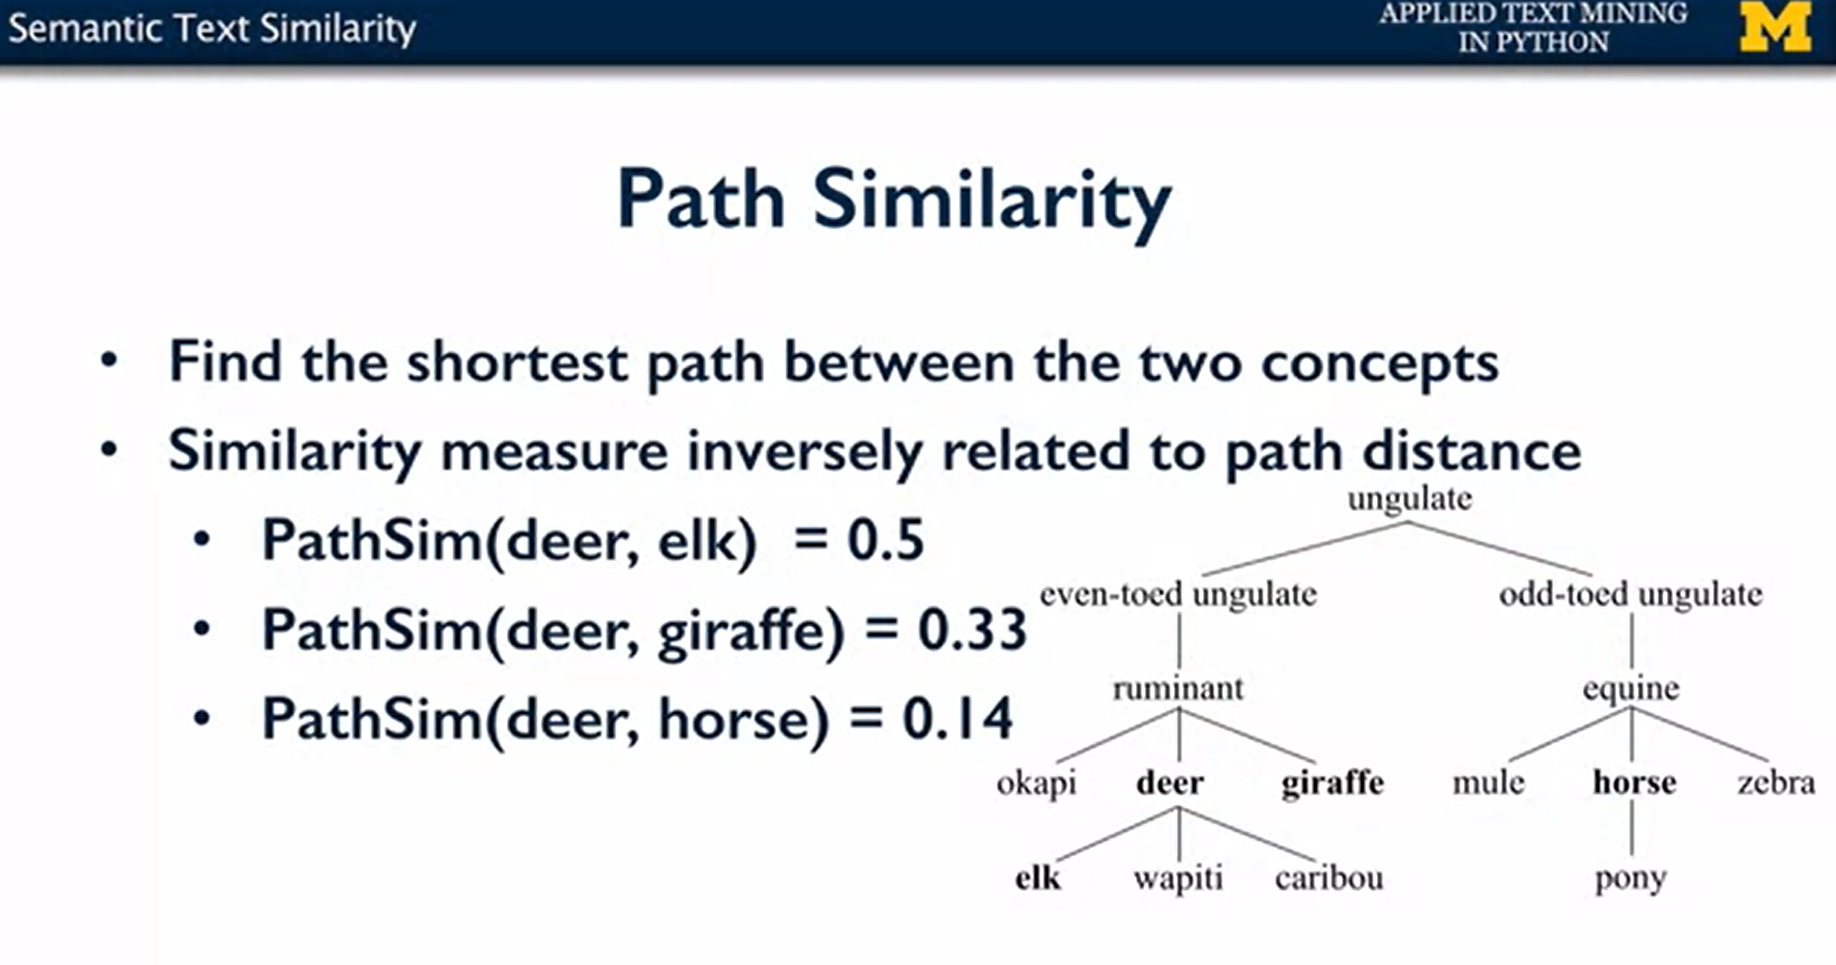 Semantic Text Similarity
APPLIED TEXT MINING
IN PYTHON
M
Path Similarity
• Find the shortest path between the two concepts
• Similarity measure inversely related to path distance
• PathSim(deer, elk) = 0.5
• PathSim(deer, giraffe) = 0.33
• PathSim(deer, horse) = 0.14
ungulate
even-toed ungulate odd-toed ungulate
ruminant equine
okapi deer giraffe mule horse zebra
elk wapiti caribou pony